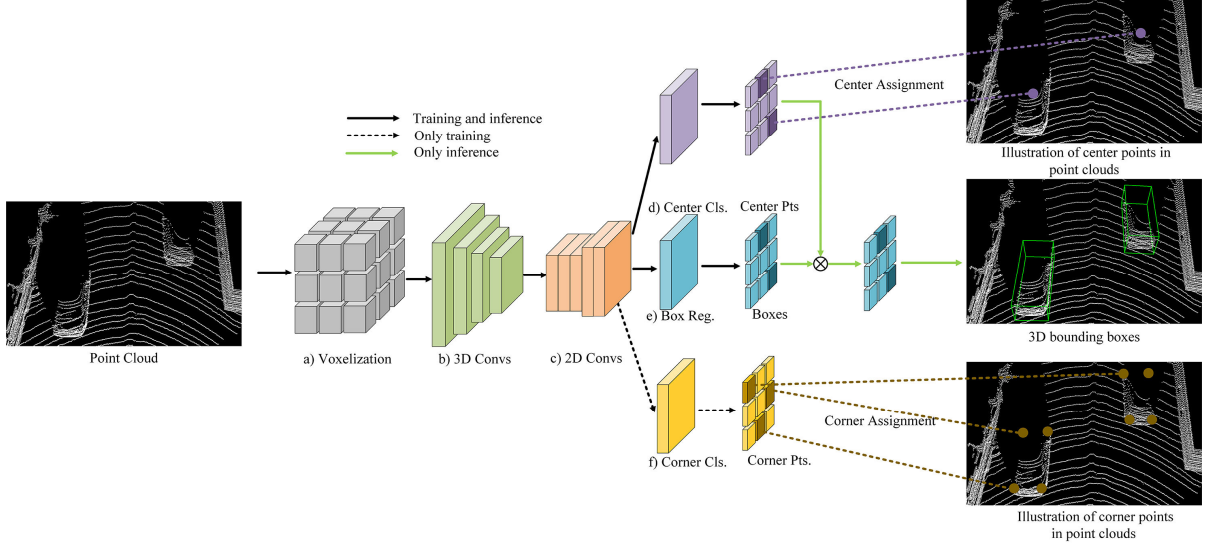 Center Assignment
Training and inference
Only training
Only inference
Illustration of center points in
point clouds
d) Center Cls.
Center Pts
Point Cloud
a) Voxelization
b) 3D Convs
c) 2D Convs
e) Box Reg.
Boxes
3D bounding boxes
Corner Assignment
f) Corner Cls.
Corner Pts.
Illustration of corner points
in point clouds